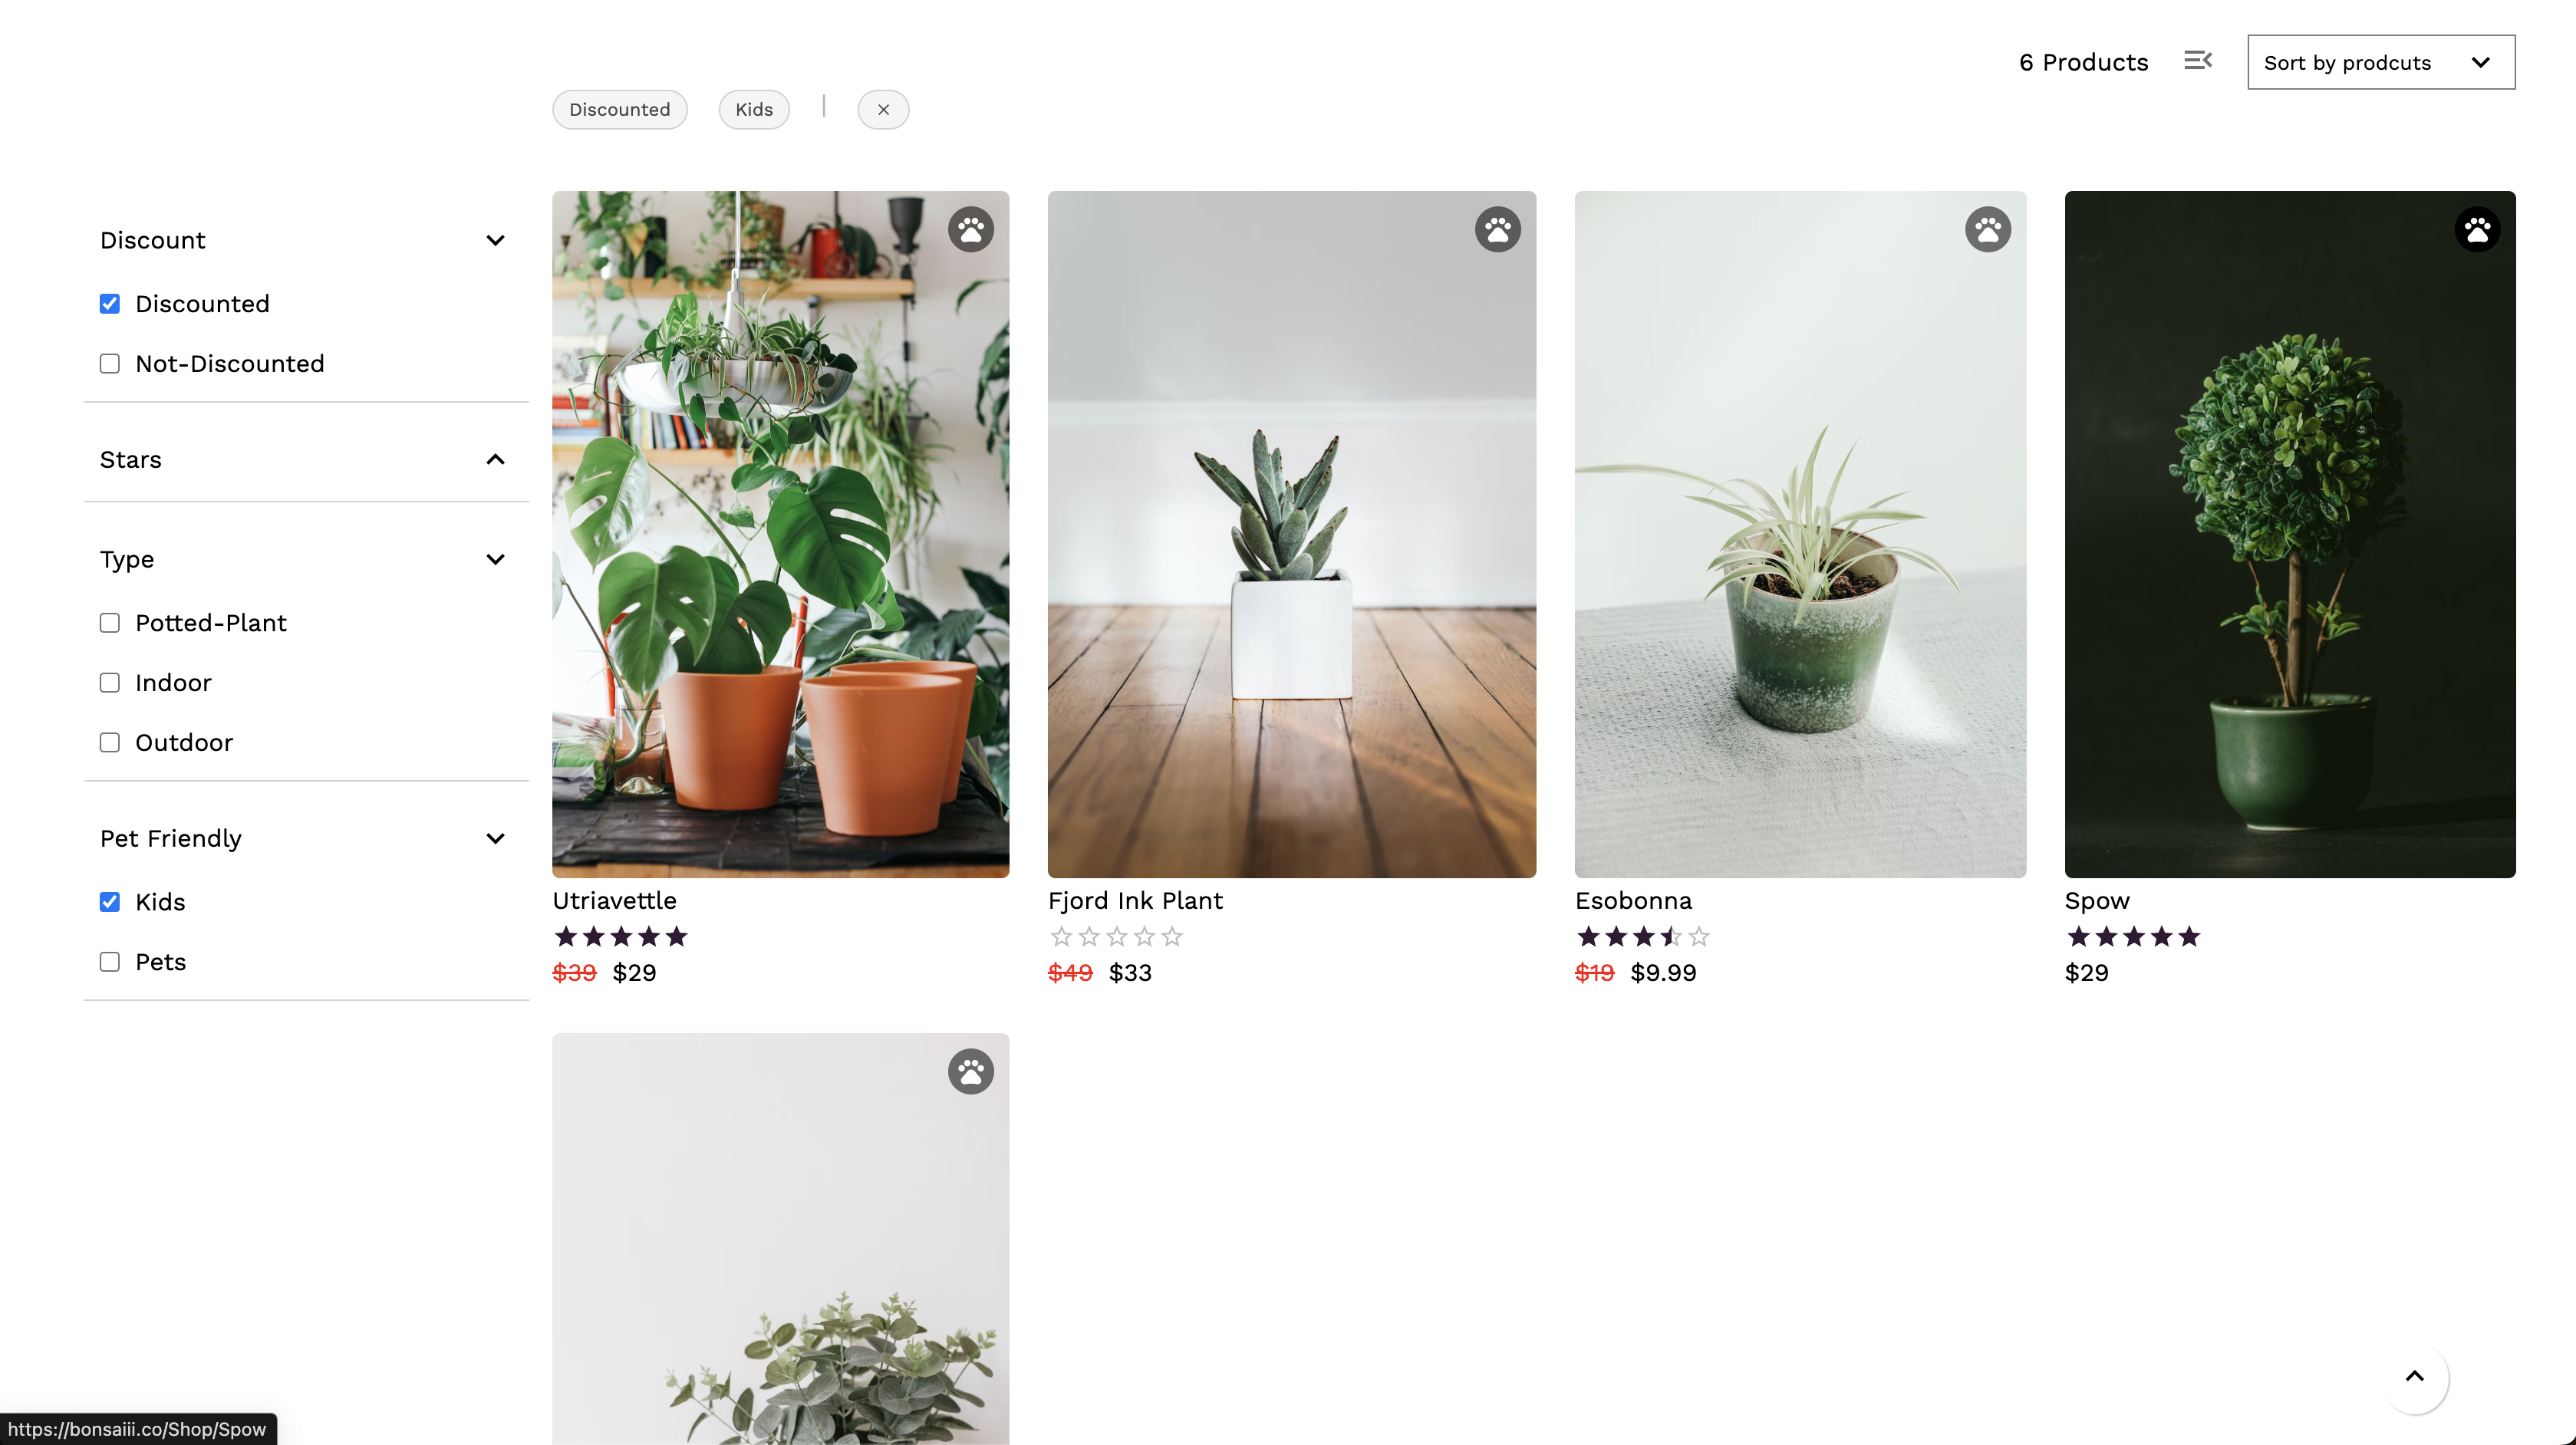 6 Products
Sort by prodcuts
Discounted
Kids
Discount
Discounted
Not-Discounted
Stars
Type
Potted-Plant
Indoor
Outdoor
Pet Friendly
Kids
Pets
Utriavettle
$39 $29
Fjord Ink Plant
$49 $33
Esobonna
$19 $9.99
Spow
$29
https://bonsaiii.co/Shop/Spow